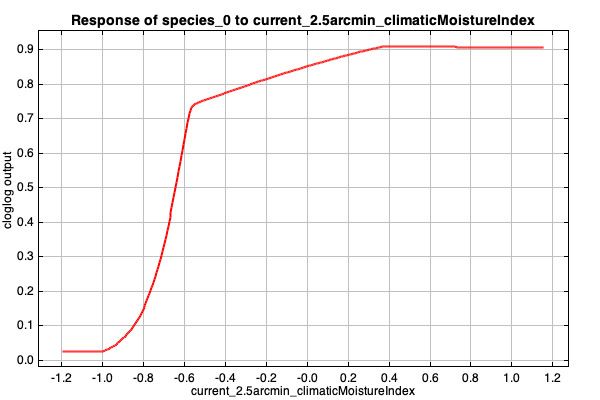 Response of species_0 to current_2.5arcmin_climaticMoistureIndex
0.9
0.8
0.7
0.6
0.5
0.4
0.3
0.2
0.1
0.0
cloglog output
-1.2 -1.0 -0.8 -0.6 -0.4 -0.2 0.0 0.2 0.4 0.6 0.8 1.0 1.2
current_2.5arcmin_climaticMoistureIndex